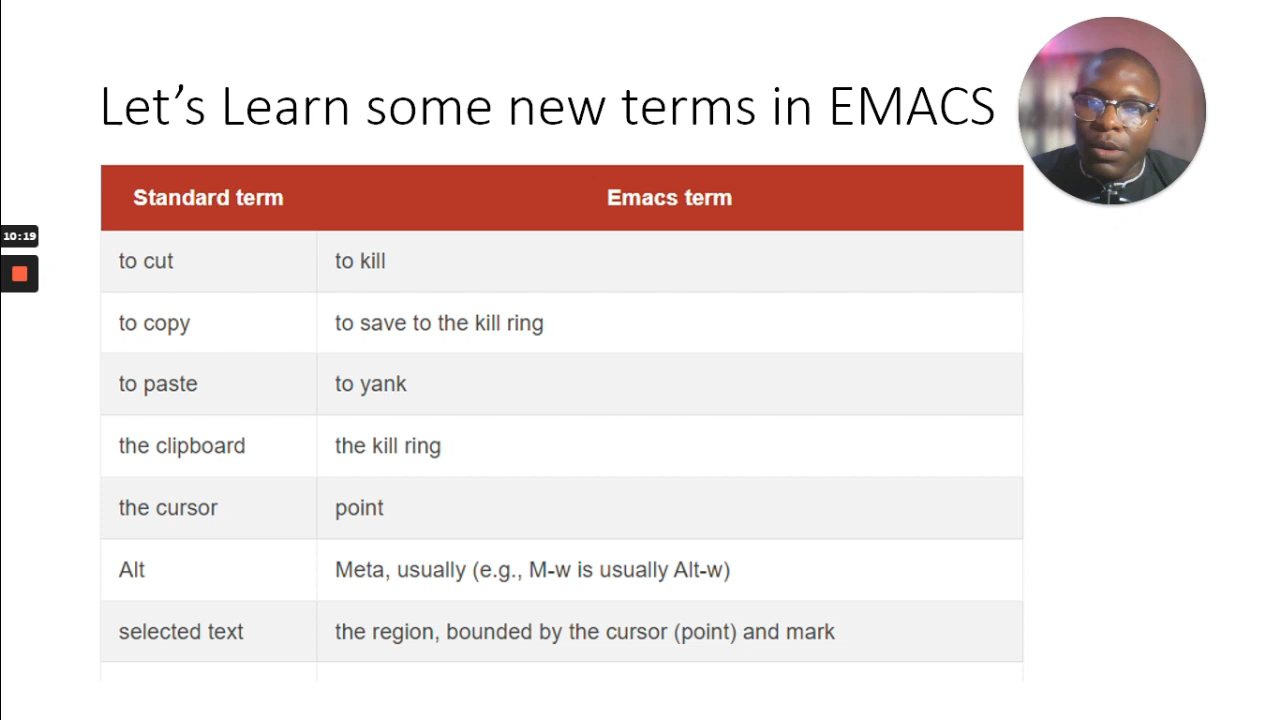 Let’s Learn some new terms in EMACS
Standard term Emacs term
10:19
to cut to kill
to copy to save to the kill ring
to paste to yank
the clipboard the kill ring
the cursor point
Alt Meta, usually (e.g., M-w is usually Alt-w)
selected text the region, bounded by the cursor (point) and mark